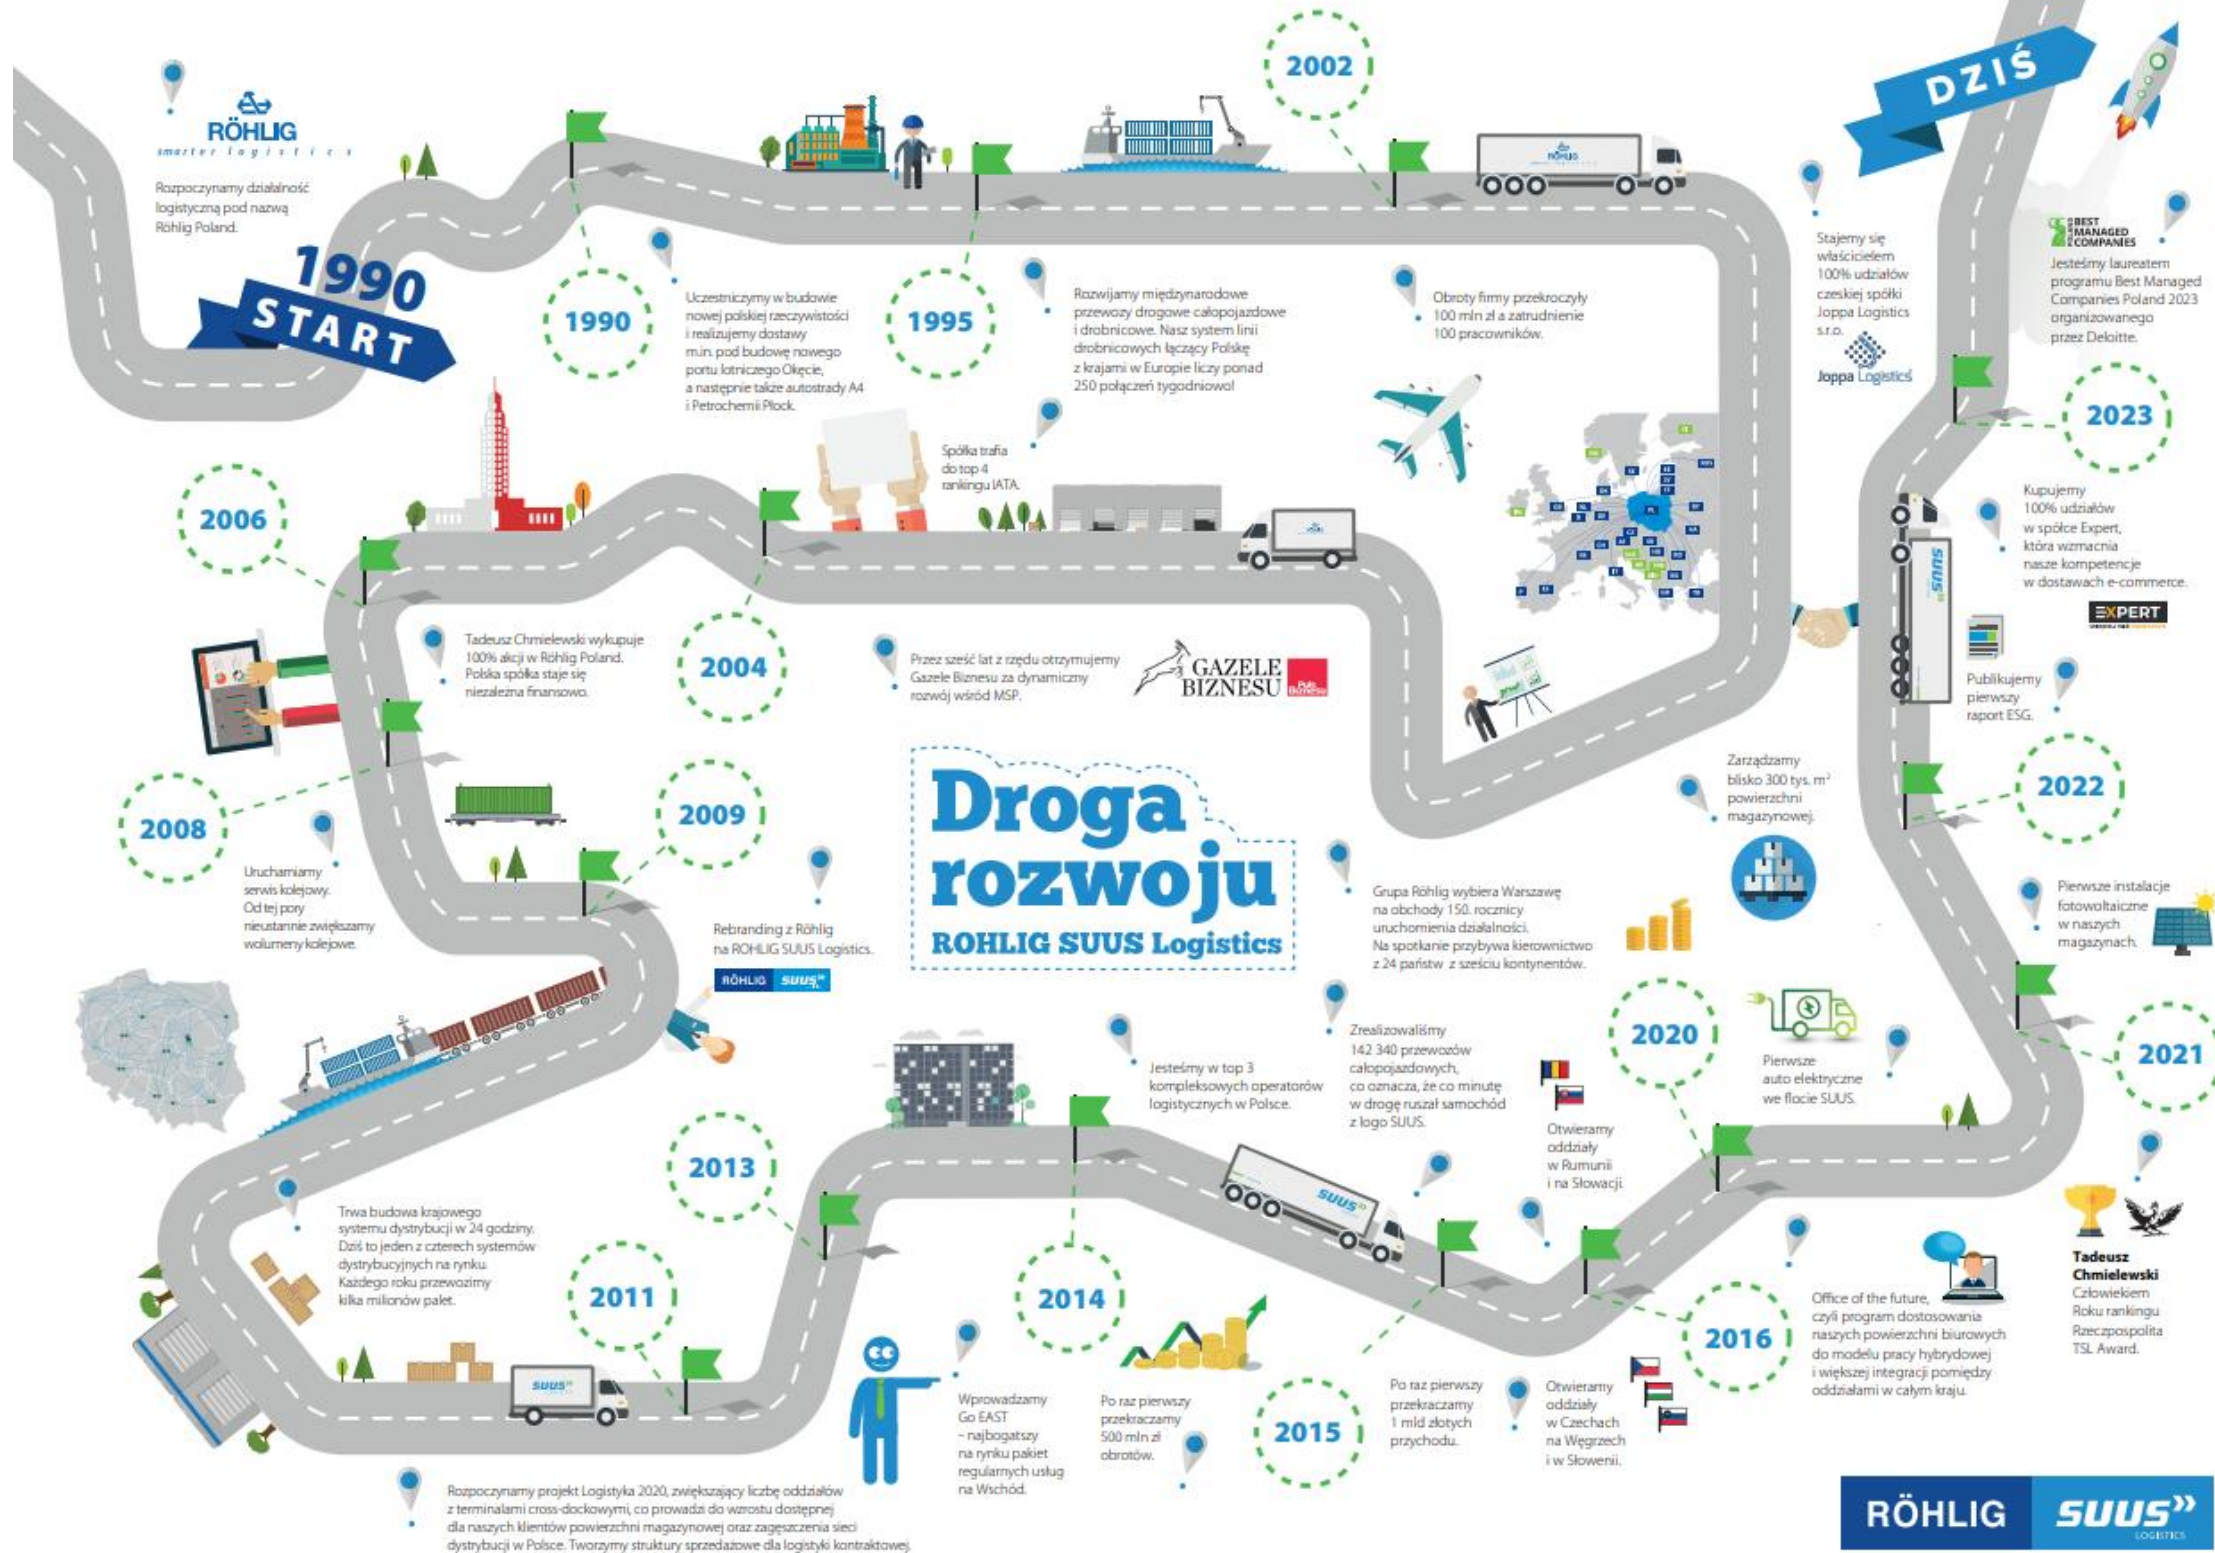 RÖHLIG
smarter logistics
Rozpoczynamy działalność
logistyczną pod nazwą
Röhlig Poland.
1990
START
1990
Uczestniczymy w budowie
nowej polskiej rzeczywistości
i realizujemy dostawy
m.in. pod budowę nowego
portu lotniczego Okęcie,
a następnie także autostrady A4
i Petrochemii Płock.
1995
Rozwijamy międzynarodowe
przewozy drogowe całopojazdowe
i drobnicowe. Nasz system linii
drobnicowych łączący Polskę
z krajami w Europie liczy ponad
250 połączeń tygodniowo!
2002
RÖHLIG
Obroty firmy przekroczyły
100 mln zł a zatrudnienie
100 pracowników.
Spółka trafia
do top 4
rankingu IATA.
2004
Przez sześć lat z rzędu otrzymujemy
Gazele Biznesu za dynamiczny
rozwój wśród MSP.
GAZELE
BIZNESU
Puls
Biznesu
2006
Tadeusz Chmielewski wykupuje
100% akcji w Röhlig Poland.
Polska spółka staje się
niezależna finansowo.
2008
Uruchamiamy
serwis kolejowy.
Od tej pory
nieustannie zwiększamy
wolumeny kolejowe.
2009
Rebranding z Röhlig
na ROHLIG SUUS Logistics.
RÖHLIG SUUS
Droga
rozwoju
ROHLIG SUUS Logistics
Trwa budowa krajowego
systemu dystrybucji w 24 godziny.
Dziś to jeden z czterech systemów
dystrybucyjnych na rynku.
Każdego roku przewozimy
kilka milionów palet.
SUUS
2011
Rozpoczynamy projekt Logistyka 2020, zwiększający liczbę oddziałów
z terminalami cross-dockowymi, co prowadzi do wzrostu dostępnej
dla naszych klientów powierzchni magazynowej oraz zagęszczenia sieci
dystrybucji w Polsce. Tworzymy struktury sprzedażowe dla logistyki kontraktowej.
2013
Wprowadzamy
Go EAST
– najbogatszy
na rynku pakiet
regularnych usług
na Wschód.
2014
Jesteśmy w top 3
kompleksowych operatorów
logistycznych w Polsce.
Po raz pierwszy
przekraczamy
500 mln zł
obrotów.
Grupa Röhlig wybiera Warszawę
na obchody 150. rocznicy
uruchomienia działalności.
Na spotkanie przybywa kierownictwo
z 24 państw z sześciu kontynentów.
Zrealizowaliśmy
142 340 przewozów
całopojazdowych,
co oznacza, że co minutę
w drogę ruszał samochód
z logo SUUS.
SUUS
2015
Po raz pierwszy
przekraczamy
1 mld złotych
przychodu.
Otwieramy
oddziały
w Rumunii
i na Słowacji.
Otwieramy
oddziały
w Czechach
na Węgrzech
i w Słowenii.
2016
Office of the future,
czyli program dostosowania
naszych powierzchni biurowych
do modelu pracy hybrydowej
i większej integracji pomiędzy
oddziałami w całym kraju.
2020
Pierwsze
auto elektryczne
we flocie SUUS.
Zarządzamy
blisko 300 tys. m²
powierzchni
magazynowej.
Tadeusz
Chmielewski
Człowiekiem
Roku rankingu
Rzeczpospolita
TSL Award.
2021
Pierwsze instalacje
fotowoltaiczne
w naszych
magazynach.
2022
Publikujemy
pierwszy
raport ESG.
SUUS
Kupujemy
100% udziałów
w spółce Expert,
która wzmacnia
nasze kompetencje
w dostawach e-commerce.
EXPERT
2023
Stajemy się
właścicielem
100% udziałów
czeskiej spółki
Joppa Logistics
s.r.o.
Joppa Logistics
BEST
MANAGED
COMPANIES
Jesteśmy laureatem
programu Best Managed
Companies Poland 2023
organizowanego
przez Deloitte.
DZIŚ
RÖHLIG SUUS
LOGISTICS